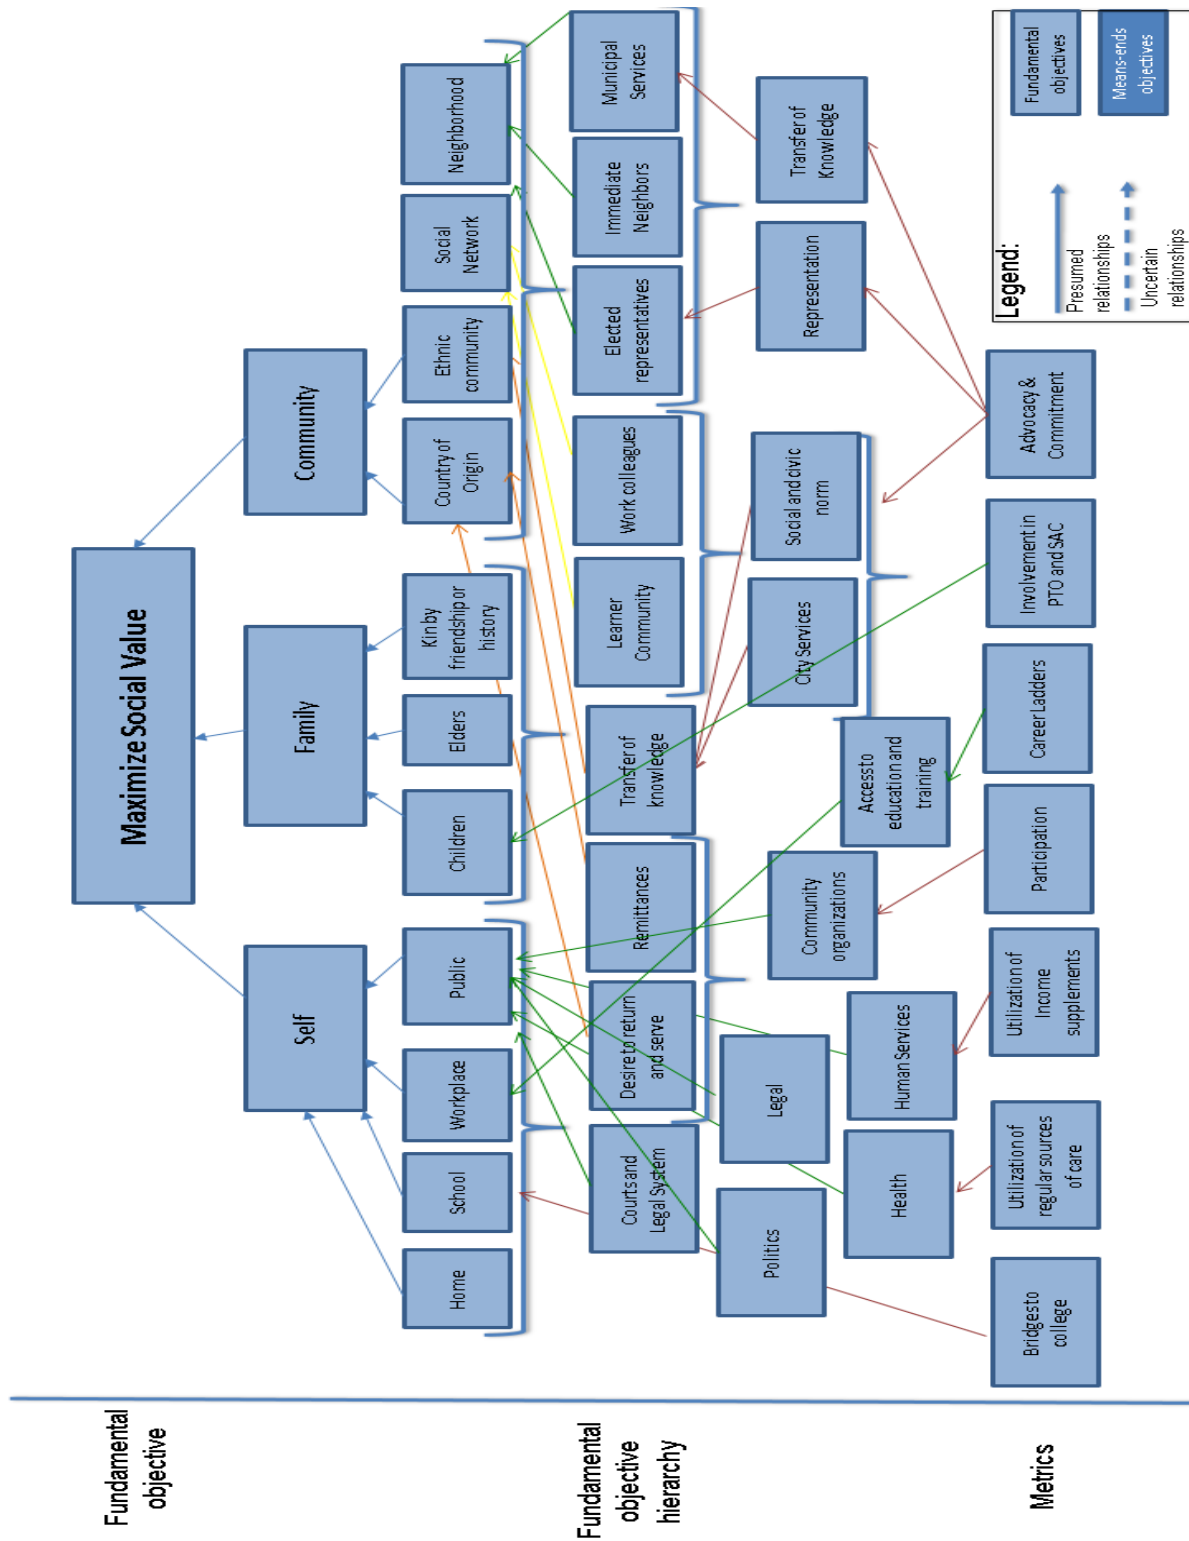 Fundamental
objective
Maximize Social Value
Self
Family
Community
Home
School
Workplace
Public
Children
Elders
Kin by
friendship or
history
Country of
Origin
Ethnic
community
Social
Network
Neighborhood
Fundamental
objective
hierarchy
Courts and
Legal System
Desire to return
and serve
Remittances
Transfer of
knowledge
Learner
Community
Work colleagues
Elected
representatives
Immediate
Neighbors
Municipal
Services
Politics
Legal
Community
organizations
City Services
Social and civic
norm
Representation
Transfer of
Knowledge
Health
Human Services
Access to
education and
training
Metrics
Bridges to
college
Utilization of
regular sources
of care
Utilization of
Income
supplements
Participation
Career Ladders
Involvement in
PTO and SAC
Advocacy &
Commitment
Legend:
Presumed
relationships
Uncertain
relationships
Fundamental
objectives
Means-ends
objectives